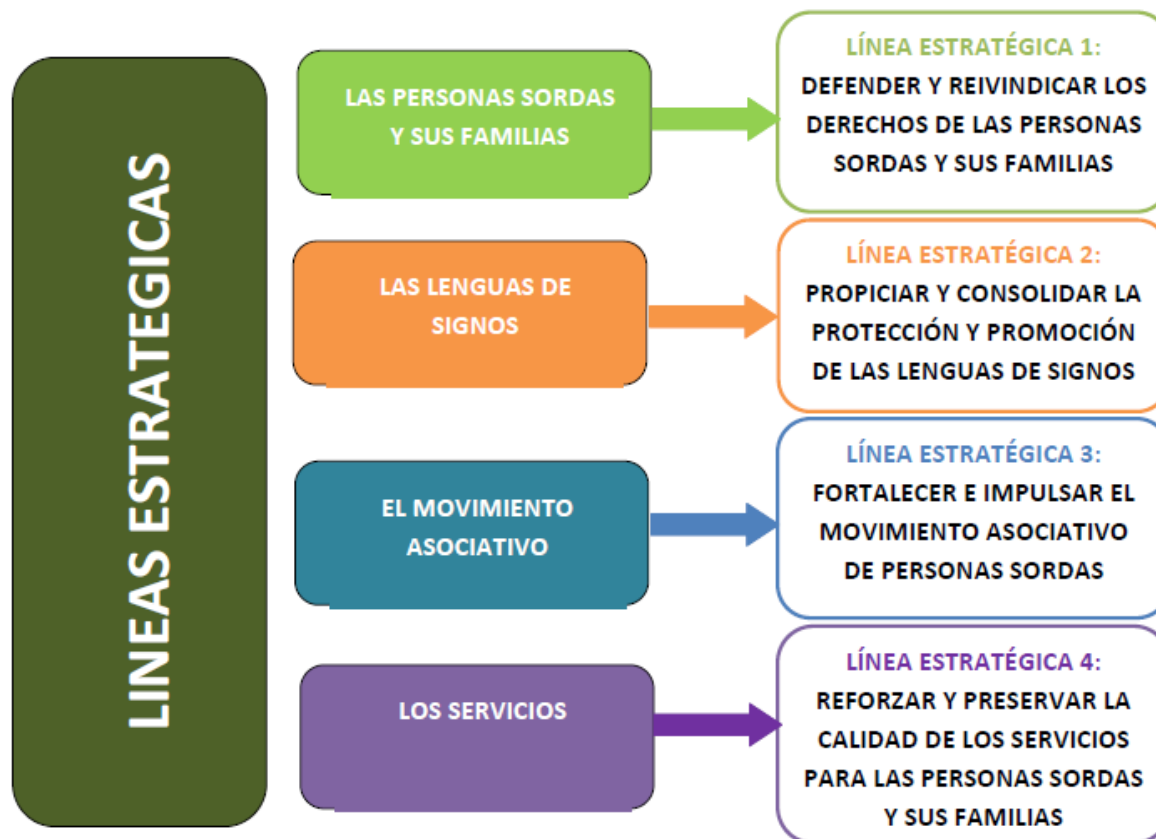 LINEAS ESTRATEGICAS
LAS PERSONAS SORDAS
Y SUS FAMILIAS
LÍNEA ESTRATÉGICA 1:
DEFENDER Y REIVINDICAR LOS
DERECHOS DE LAS PERSONAS
SORDAS Y SUS FAMILIAS
LAS LENGUAS DE
SIGNOS
LÍNEA ESTRATÉGICA 2:
PROPICIAR Y CONSOLIDAR LA
PROTECCIÓN Y PROMOCIÓN
DE LAS LENGUAS DE SIGNOS
EL MOVIMIENTO
ASOCIATIVO
LÍNEA ESTRATÉGICA 3:
FORTALECER E IMPULSAR EL
MOVIMIENTO ASOCIATIVO
DE PERSONAS SORDAS
LOS SERVICIOS
LÍNEA ESTRATÉGICA 4:
REFORZAR Y PRESERVAR LA
CALIDAD DE LOS SERVICIOS
PARA LAS PERSONAS SORDAS
Y SUS FAMILIAS